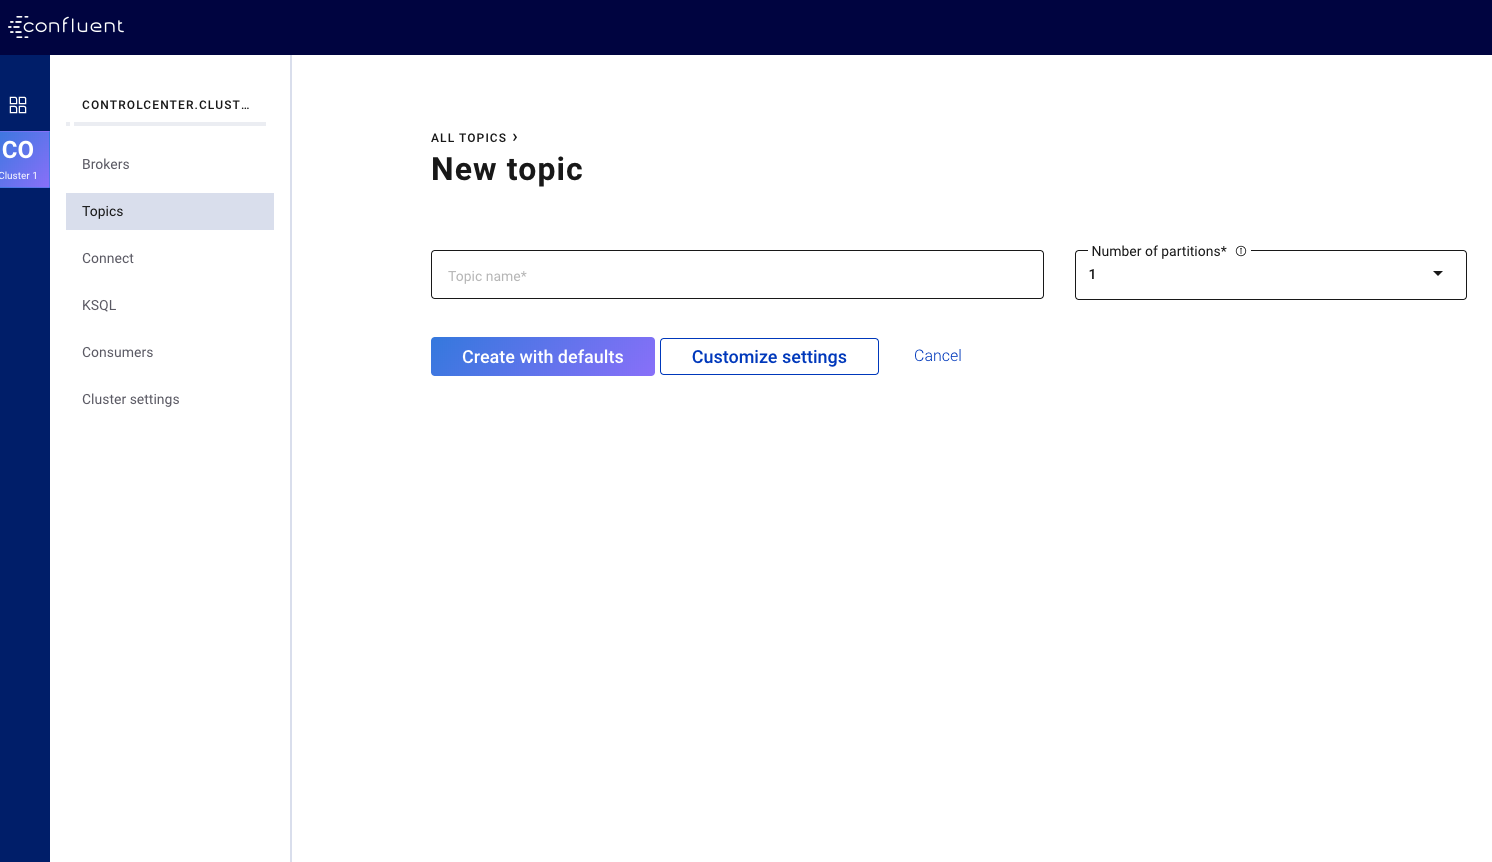 confluent
CONTROLCENTER.CLUST...
CO
Cluster 1
Brokers
Topics
Connect
KSQL
Consumers
Cluster settings
ALL TOPICS ›
New topic
Topic name*
Number of partitions*
1
Create with defaults
Customize settings
Cancel